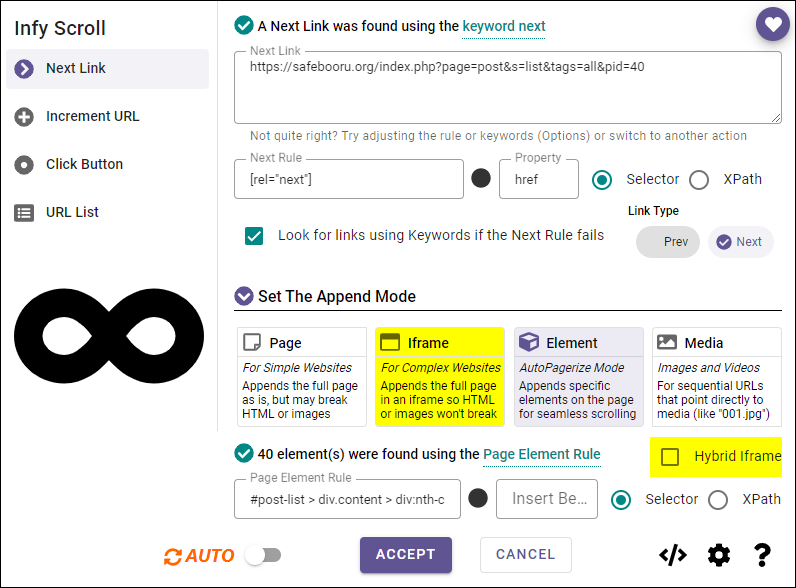 Infy Scroll
Next Link
Increment URL
Click Button
URL List
A Next Link was found using the keyword next
Next Link
https://safebooru.org/index.php?page=post&s=list&tags=all&pid=40
Not quite right? Try adjusting the rule or keywords (Options) or switch to another action
Next Rule
[rel="next"]
Property
href
Selector
XPath
Look for links using Keywords if the Next Rule fails
Link Type
Prev
Next
Set The Append Mode
Page
For Simple Websites
Appends the full page
as is, but may break
HTML or images
Iframe
For Complex Websites
Appends the full page
in an iframe so HTML
or images won't break
Element
AutoPagerize Mode
Appends specific
elements on the page
for seamless scrolling
Media
Images and Videos
For sequential URLs
that point directly to
media (like "001.jpg")
40 element(s) were found using the Page Element Rule
Hybrid Iframe
Page Element Rule
#post-list > div.content > div:nth-c
Insert Be...
Selector
XPath
AUTO
ACCEPT
CANCEL